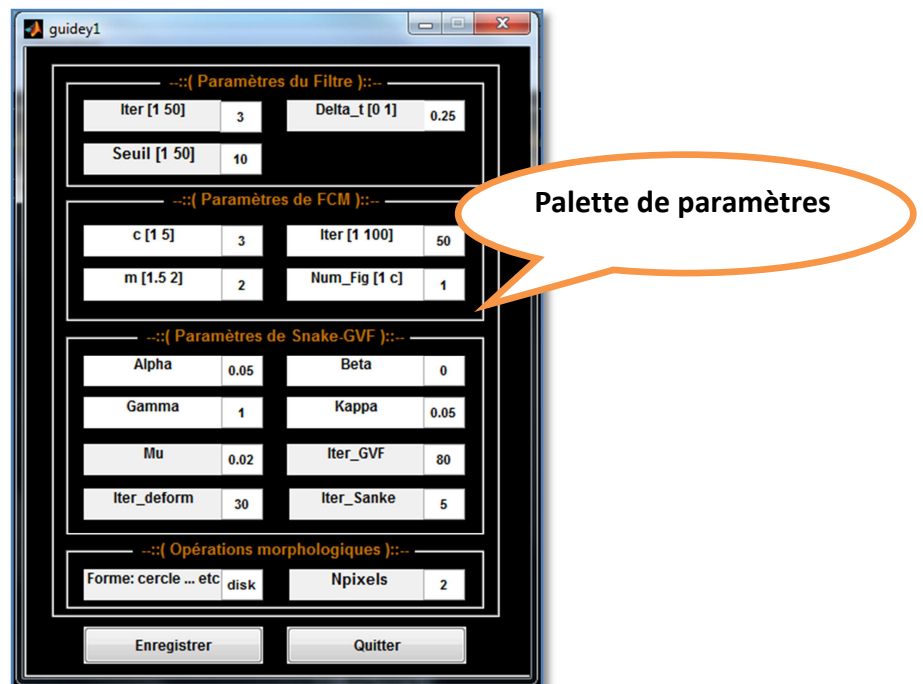 guidey1
--::( Paramètres du Filtre )::--
Iter [1 50] 3 Delta_t [0 1] 0.25
Seuil [1 50] 10
--::( Paramètres de FCM )::--
c [1 5] 3 Iter [1 100] 50
m [1.5 2] 2 Num_Fig [1 c] 1
Palette de paramètres
--::( Paramètres de Snake-GVF )::--
Alpha 0.05 Beta 0
Gamma 1 Kappa 0.05
Mu 0.02 Iter_GVF 80
Iter_deform 30 Iter_Sanke 5
--::( Opérations morphologiques )::--
Forme: cercle ... etc disk Npixels 2
Enregistrer Quitter